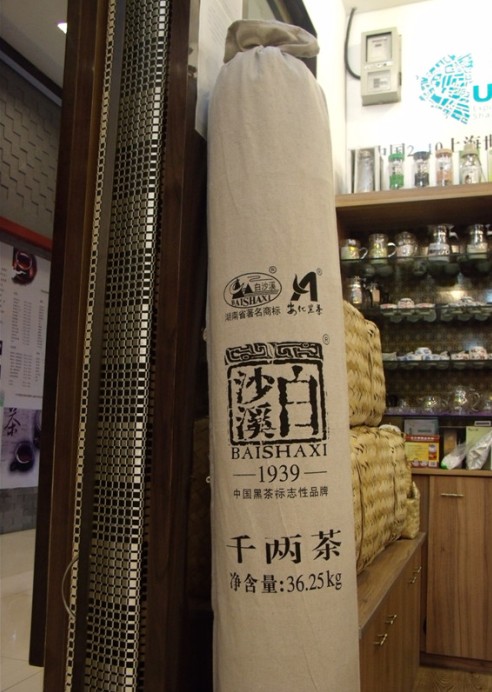 白沙溪
BAISHAXI
湖南省著名商标
安化黑茶
白沙溪
BAISHAXI
1939
中国黑茶标志性品牌
千两茶
净含量:36.25kg
茶